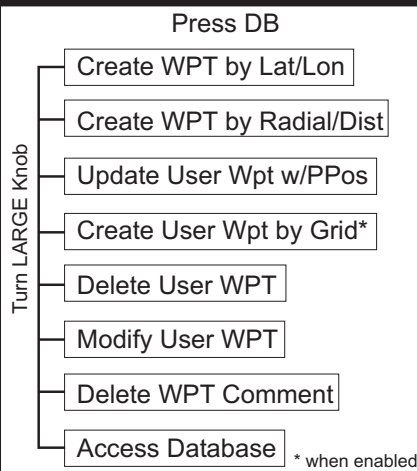 Press DB
Turn LARGE Knob
Create WPT by Lat/Lon
Create WPT by Radial/Dist
Update User Wpt w/PPos
Create User Wpt by Grid*
Delete User WPT
Modify User WPT
Delete WPT Comment
Access Database
* when enabled